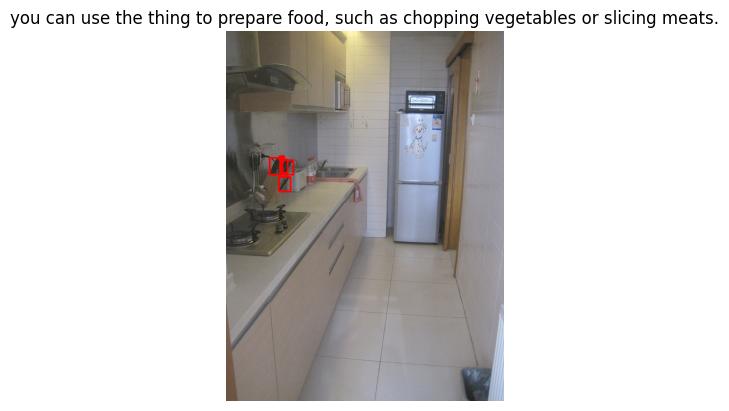 you can use the thing to prepare food, such as chopping vegetables or slicing meats.